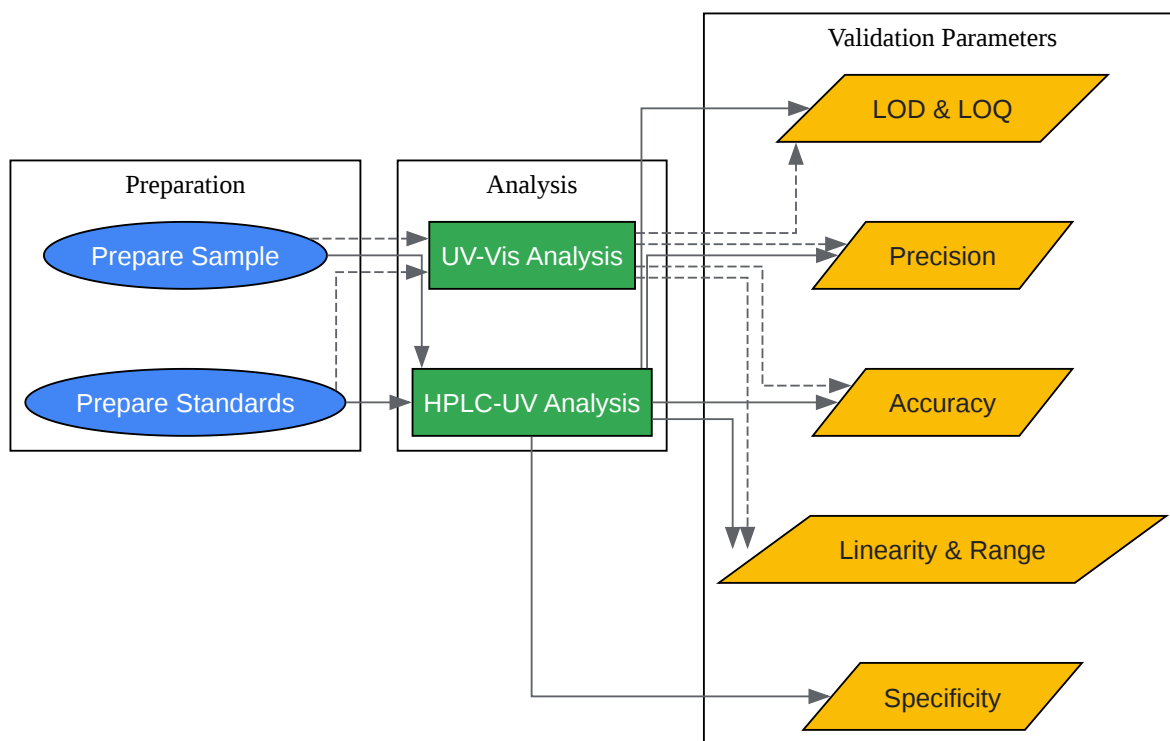 Preparation
Prepare Sample
Prepare Standards
Analysis
UV-Vis Analysis
HPLC-UV Analysis
Validation Parameters
LOD & LOQ
Precision
Accuracy
Linearity & Range
Specificity